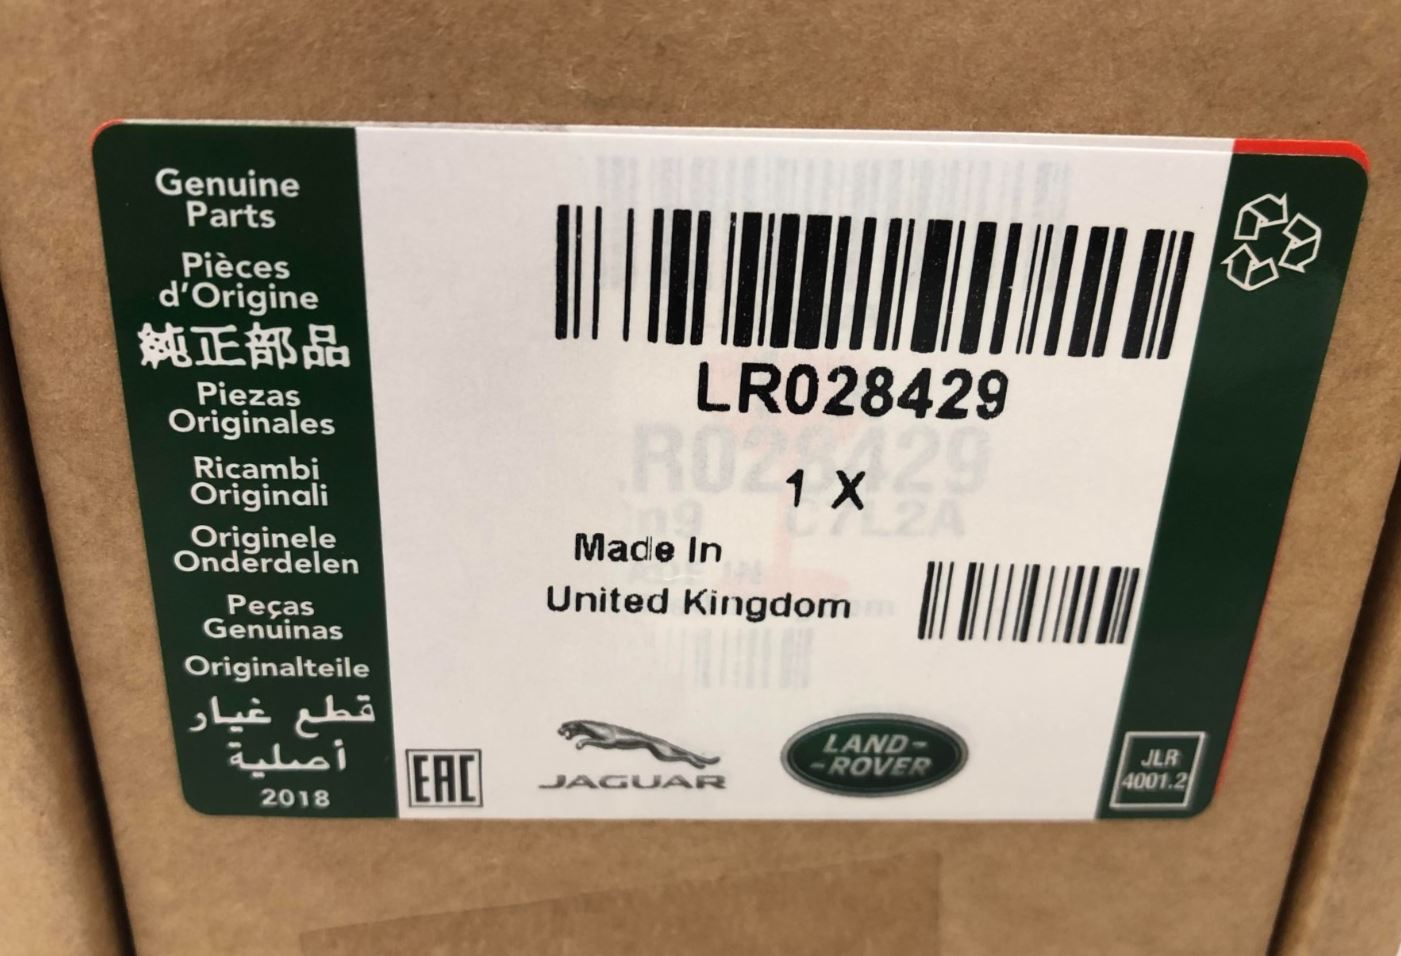 Genuine
Parts
Pièces
d'Origine
純正部品
Piezas
Originales
Ricambi
Originali
Originele
Onderdelen
Peças
Genuinas
Originalteile
قطع غيار
أصلية
2018
LR028429
1 X
Made In
United Kingdom
EAC
JAGUAR
LAND-
-ROVER
JLR
4001.2